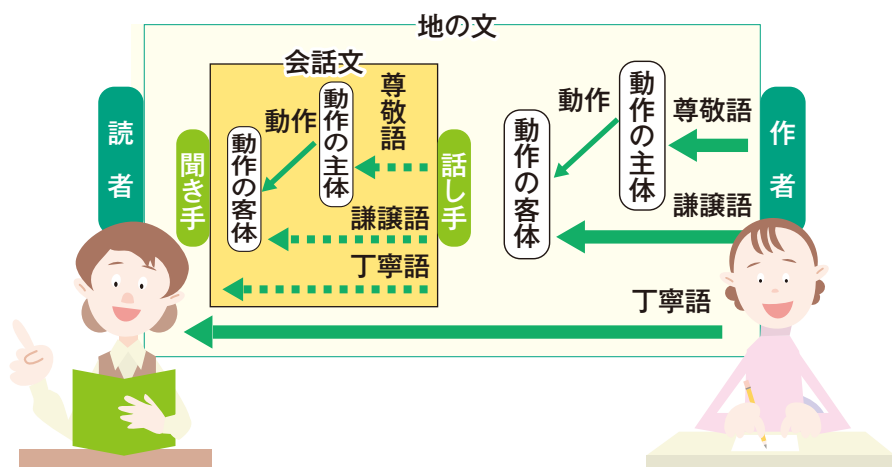 地の文
会話文
作者
尊敬語
動作の主体
動作
動作の客体
謙譲語
丁寧語
話し手
尊敬語
動作の主体
動作
動作の客体
謙譲語
丁寧語
聞き手
読者